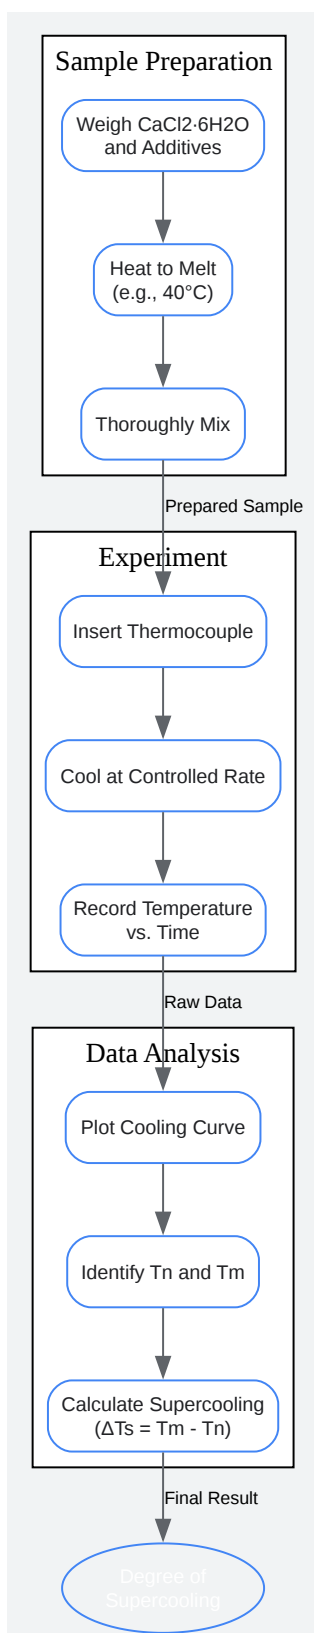 Sample Preparation
Weigh CaCl2·6H2O
and Additives
Heat to Melt
(e.g., 40°C)
Thoroughly Mix
Prepared Sample
Experiment
Insert Thermocouple
Cool at Controlled Rate
Record Temperature
vs. Time
Raw Data
Data Analysis
Plot Cooling Curve
Identify Tn and Tm
Calculate Supercooling
(ΔTs = Tm - Tn)
Final Result
Degree of
Supercooling